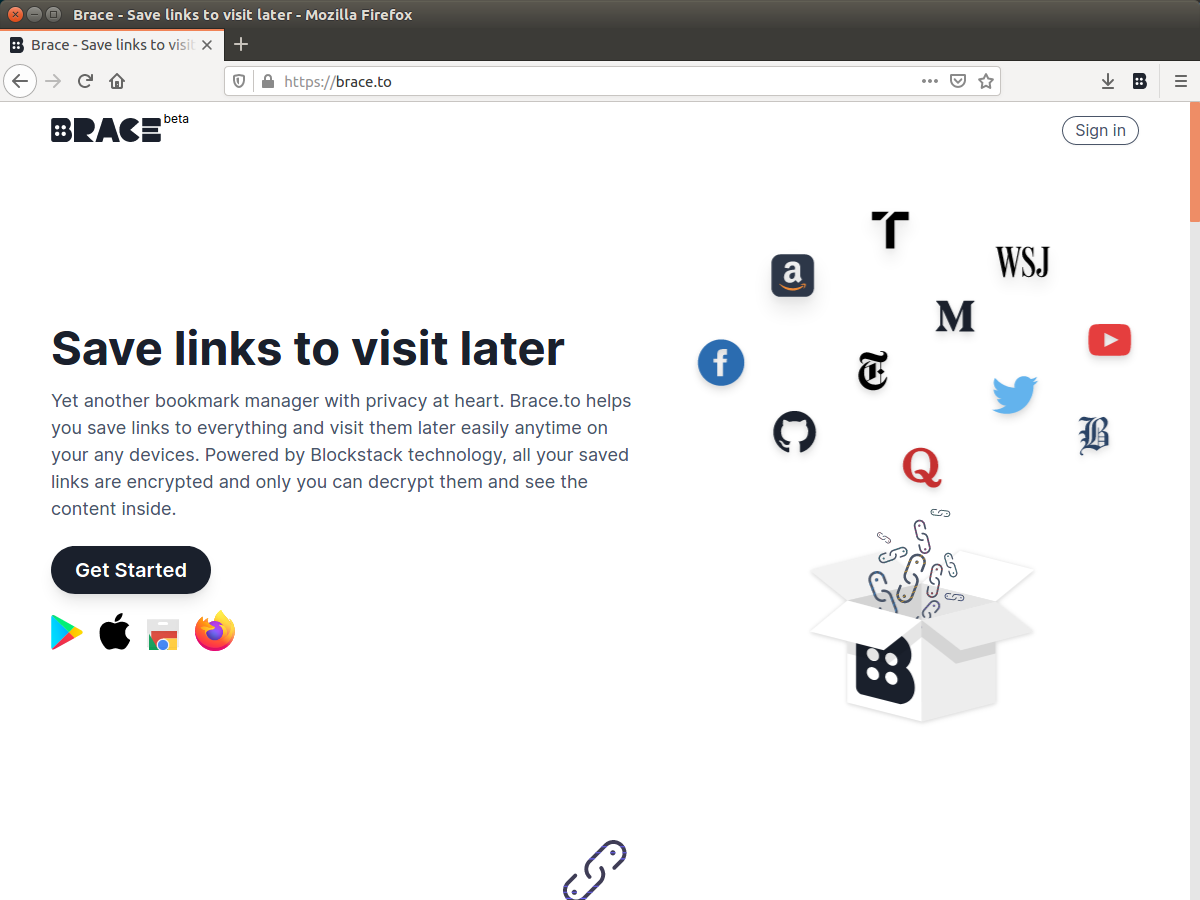 Brace - Save links to visit later - Mozilla Firefox
Brace - Save links to visit
https://brace.to
BRACE beta
Sign in
T
WSJ
a
M
f
T
B
Q
Save links to visit later
Yet another bookmark manager with privacy at heart. Brace.to helps
you save links to everything and visit them later easily anytime on
your any devices. Powered by Blockstack technology, all your saved
links are encrypted and only you can decrypt them and see the
content inside.
Get Started
B